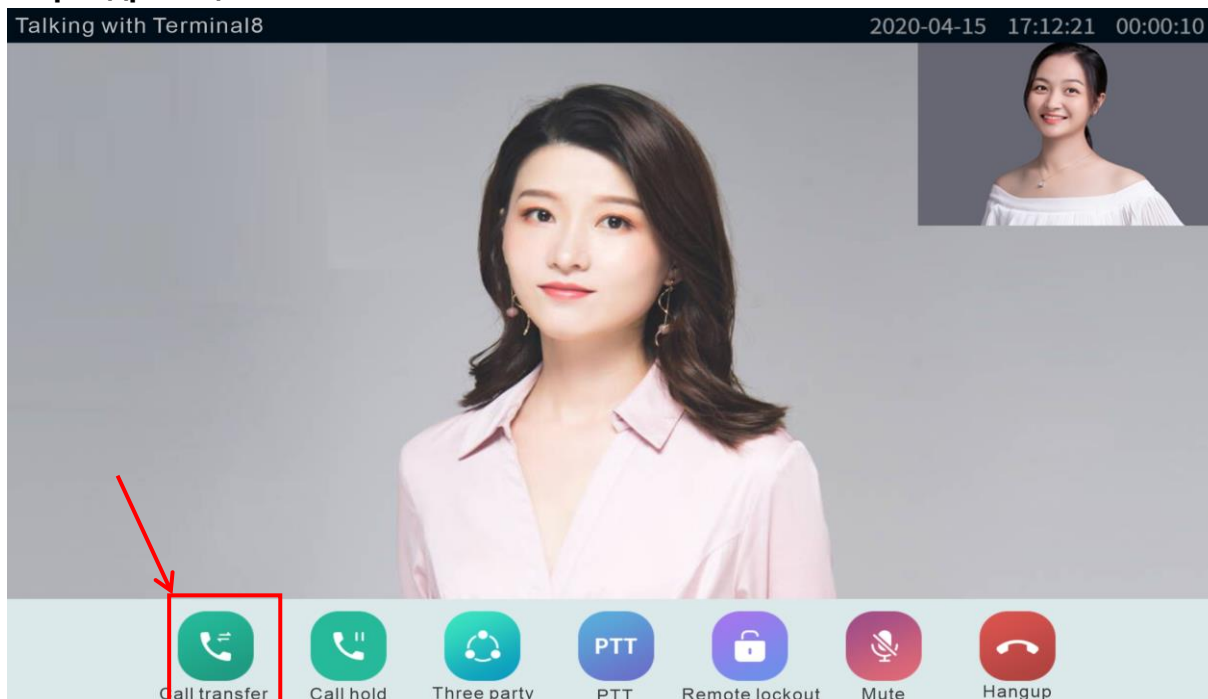 Talking with Terminal8 2020-04-15 17:12:21 00:00:10
PTT
Call transfer Call hold Three party PTT Remote lockout Mute Hangup